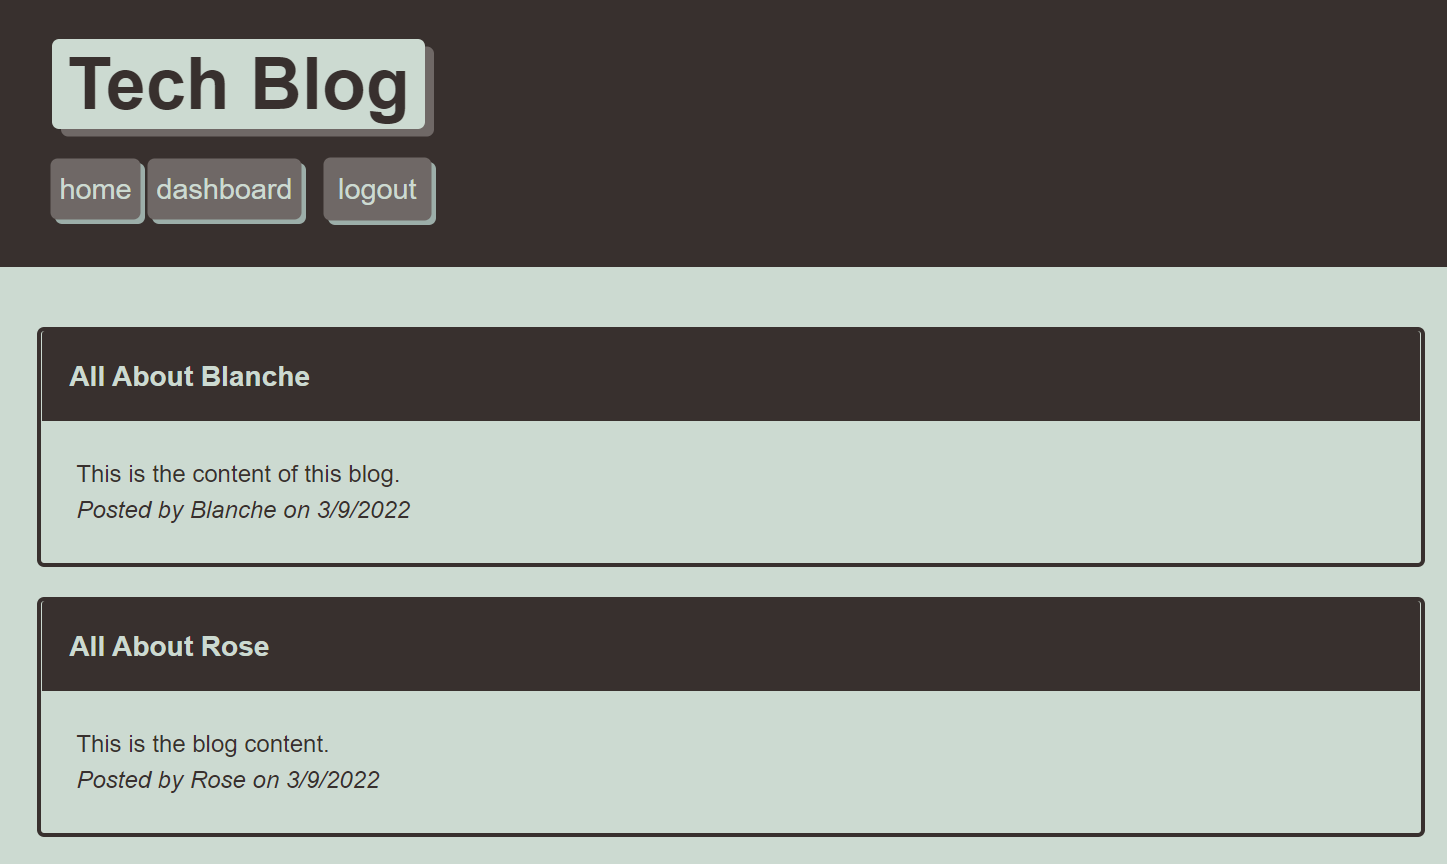 Tech Blog
home dashboard logout
All About Blanche
This is the content of this blog.
Posted by Blanche on 3/9/2022
All About Rose
This is the blog content.
Posted by Rose on 3/9/2022